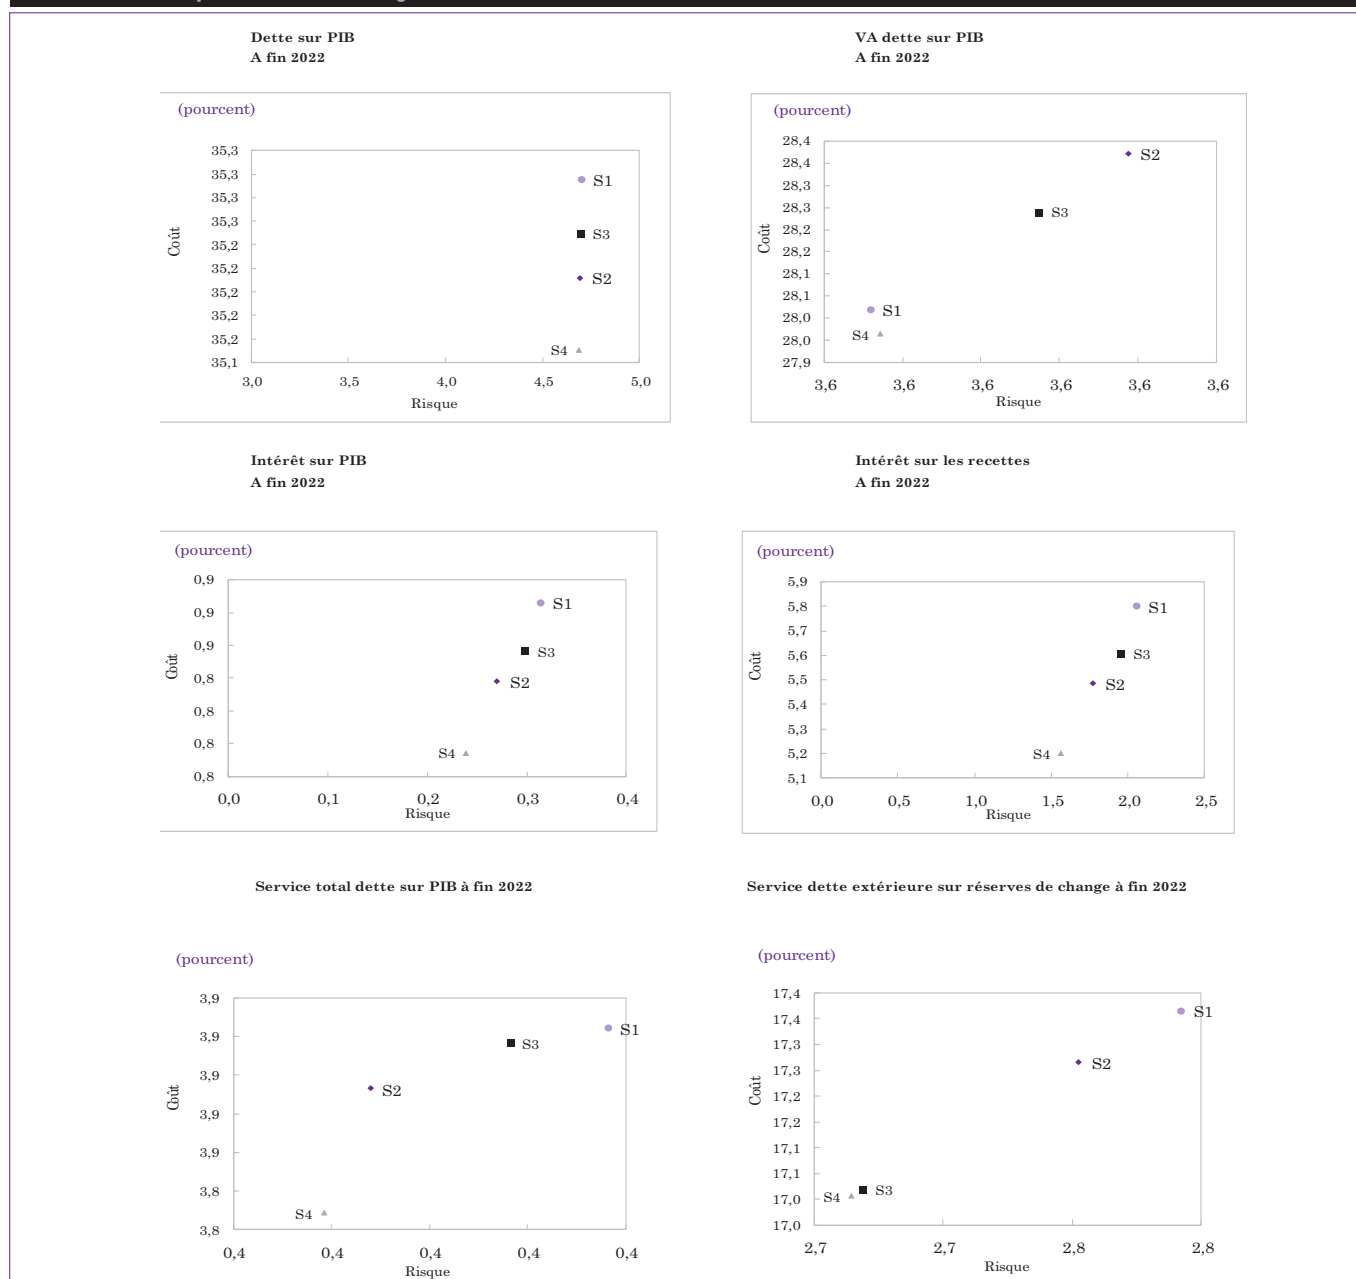 Dette sur PIB
A fin 2022
(pourcent)
35,3
35,3
35,3
35,3
35,2
35,2
35,2
35,2
35,2
35,1
Coût
S1
S3
S2
S4
3,0 3,5 4,0 4,5 5,0
Risque
VA dette sur PIB
A fin 2022
(pourcent)
28,4
28,4
28,3
28,3
28,2
28,2
28,1
28,1
28,0
28,0
27,9
Coût
S2
S3
S1
S4
3,6 3,6 3,6 3,6 3,6 3,6
Risque
Intérêt sur PIB
A fin 2022
(pourcent)
0,9
0,9
0,9
0,8
0,8
0,8
0,8
Coût
S1
S3
S2
S4
0,0 0,1 0,2 0,3 0,4
Risque
Intérêt sur les recettes
A fin 2022
(pourcent)
5,9
5,8
5,7
5,6
5,5
5,4
5,3
5,2
5,1
Coût
S1
S3
S2
S4
0,0 0,5 1,0 1,5 2,0 2,5
Risque
Service total dette sur PIB à fin 2022
(pourcent)
3,9
3,9
3,9
3,9
3,9
3,8
3,8
Coût
S1
S3
S2
S4
0,4 0,4 0,4 0,4 0,4
Risque
Service dette extérieure sur réserves de change à fin 2022
(pourcent)
17,4
17,4
17,3
17,3
17,2
17,2
17,1
17,1
17,0
17,0
Coût
S1
S2
S3
S4
2,7 2,7 2,8 2,8
Risque